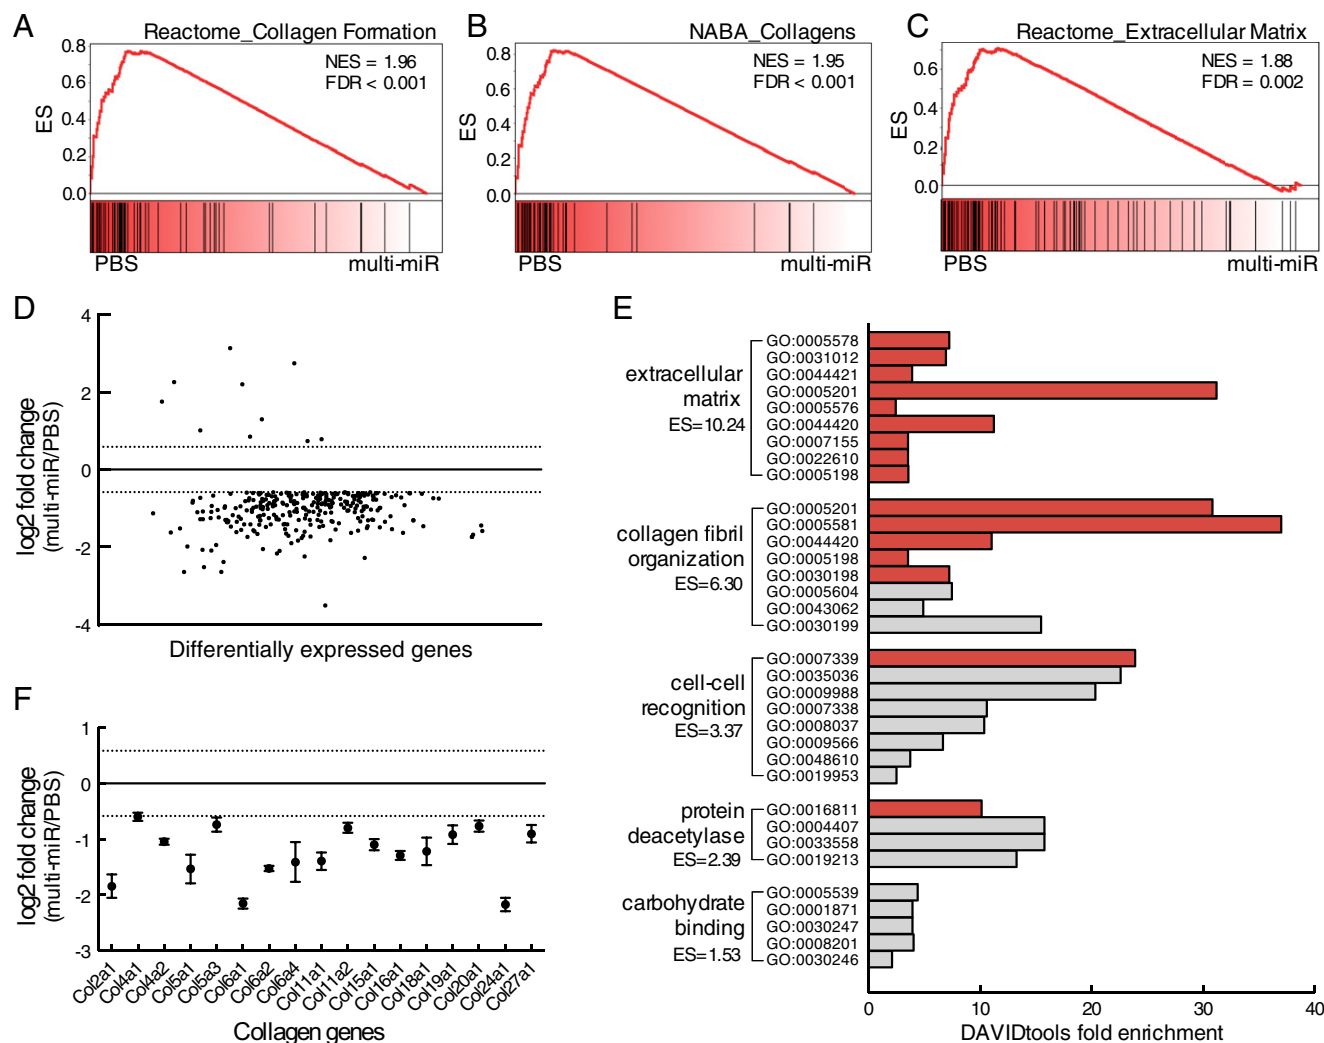 A
Reactome_Collagen Formation
NES = 1.96
FDR < 0.001
ES
0.8
0.6
0.4
0.2
0.0
PBS
multi-miR
B
NABA_Collagens
NES = 1.95
FDR < 0.001
ES
0.8
0.6
0.4
0.2
0.0
PBS
multi-miR
C
Reactome_Extracellular Matrix
NES = 1.88
FDR = 0.002
ES
0.6
0.4
0.2
0.0
PBS
multi-miR
D
log2 fold change
(multi-miR/PBS)
4
2
0
-2
-4
Differentially expressed genes
E
extracellular
matrix
ES=10.24
GO:0005578
GO:0031012
GO:0044421
GO:0005201
GO:0005576
GO:0044420
GO:0007155
GO:0022610
GO:0005198
collagen fibril
organization
ES=6.30
GO:0005201
GO:0005581
GO:0044420
GO:0005198
GO:0030198
GO:0005604
GO:0043062
GO:0030199
cell-cell
recognition
ES=3.37
GO:0007339
GO:0035036
GO:0009988
GO:0007338
GO:0008037
GO:0009566
GO:0048610
GO:0019953
protein
deacetylase
ES=2.39
GO:0016811
GO:0004407
GO:0033558
GO:0019213
carbohydrate
binding
ES=1.53
GO:0005539
GO:0001871
GO:0030247
GO:0008201
GO:0030246
0
10
20
30
40
DAVIDtools fold enrichment
F
log2 fold change
(multi-miR/PBS)
1
0
-1
-2
-3
Col2a1
Col4a1
Col4a2
Col5a1
Col5a3
Col6a1
Col6a2
Col6a4
Col11a1
Col11a2
Col15a1
Col16a1
Col18a1
Col19a1
Col20a1
Col24a1
Col27a1
Collagen genes